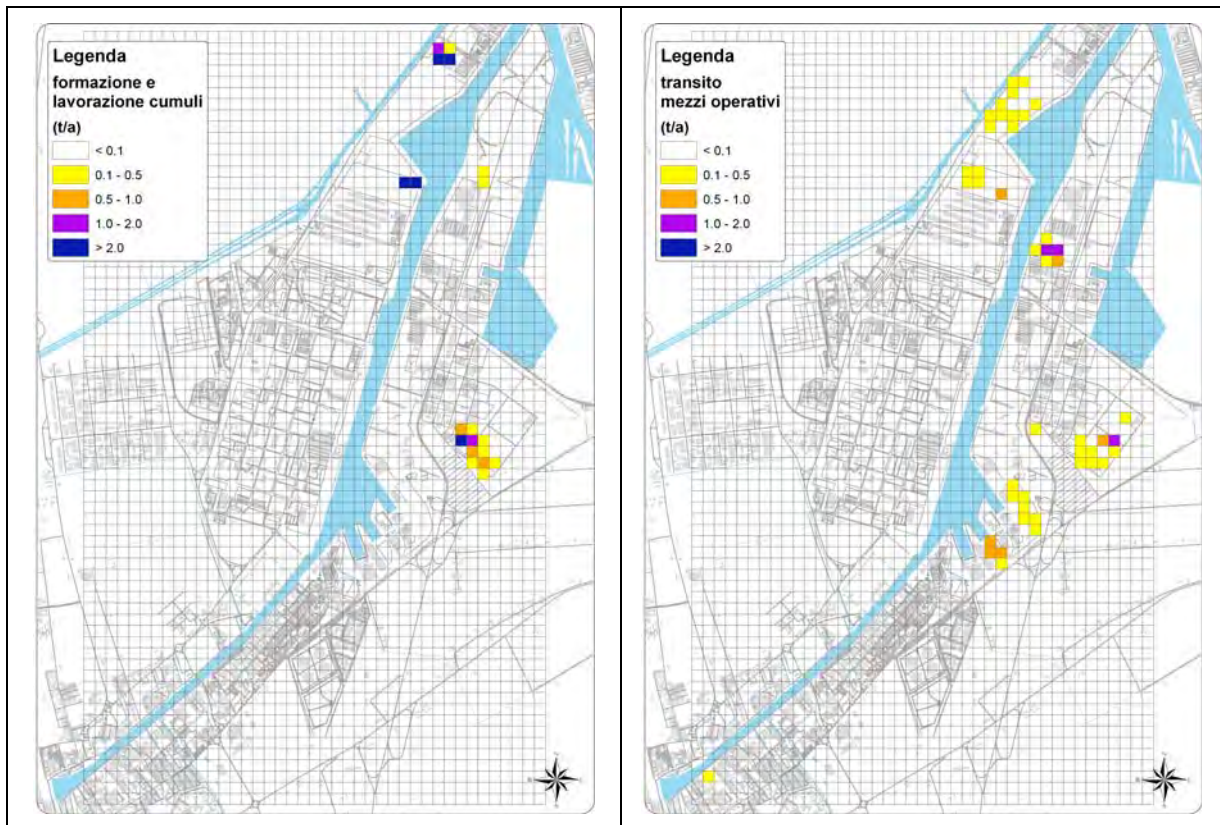 Legenda
formazione e
lavorazione cumuli
(t/a)
< 0.1
0.1 - 0.5
0.5 - 1.0
1.0 - 2.0
> 2.0
Legenda
transito
mezzi operativi
(t/a)
< 0.1
0.1 - 0.5
0.5 - 1.0
1.0 - 2.0
> 2.0